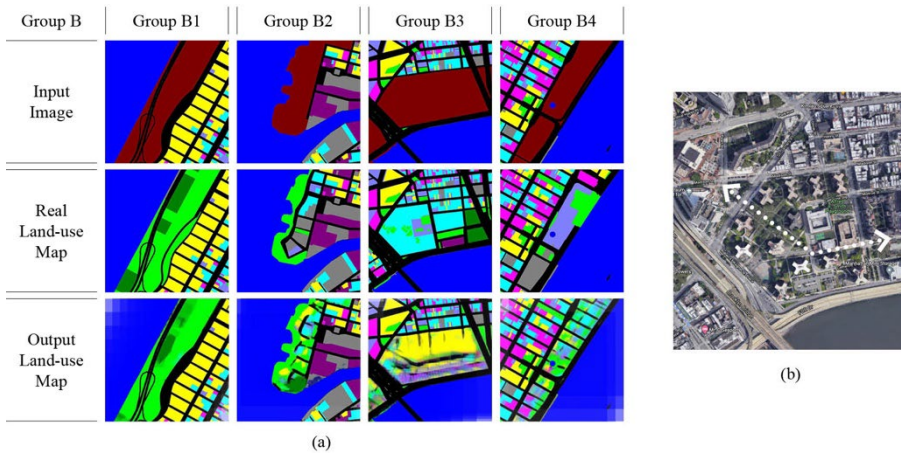 Group B Group B1 Group B2 Group B3 Group B4
Input
Image
Real
Land-use
Map
Output
Land-use
Map
(a)
(b)